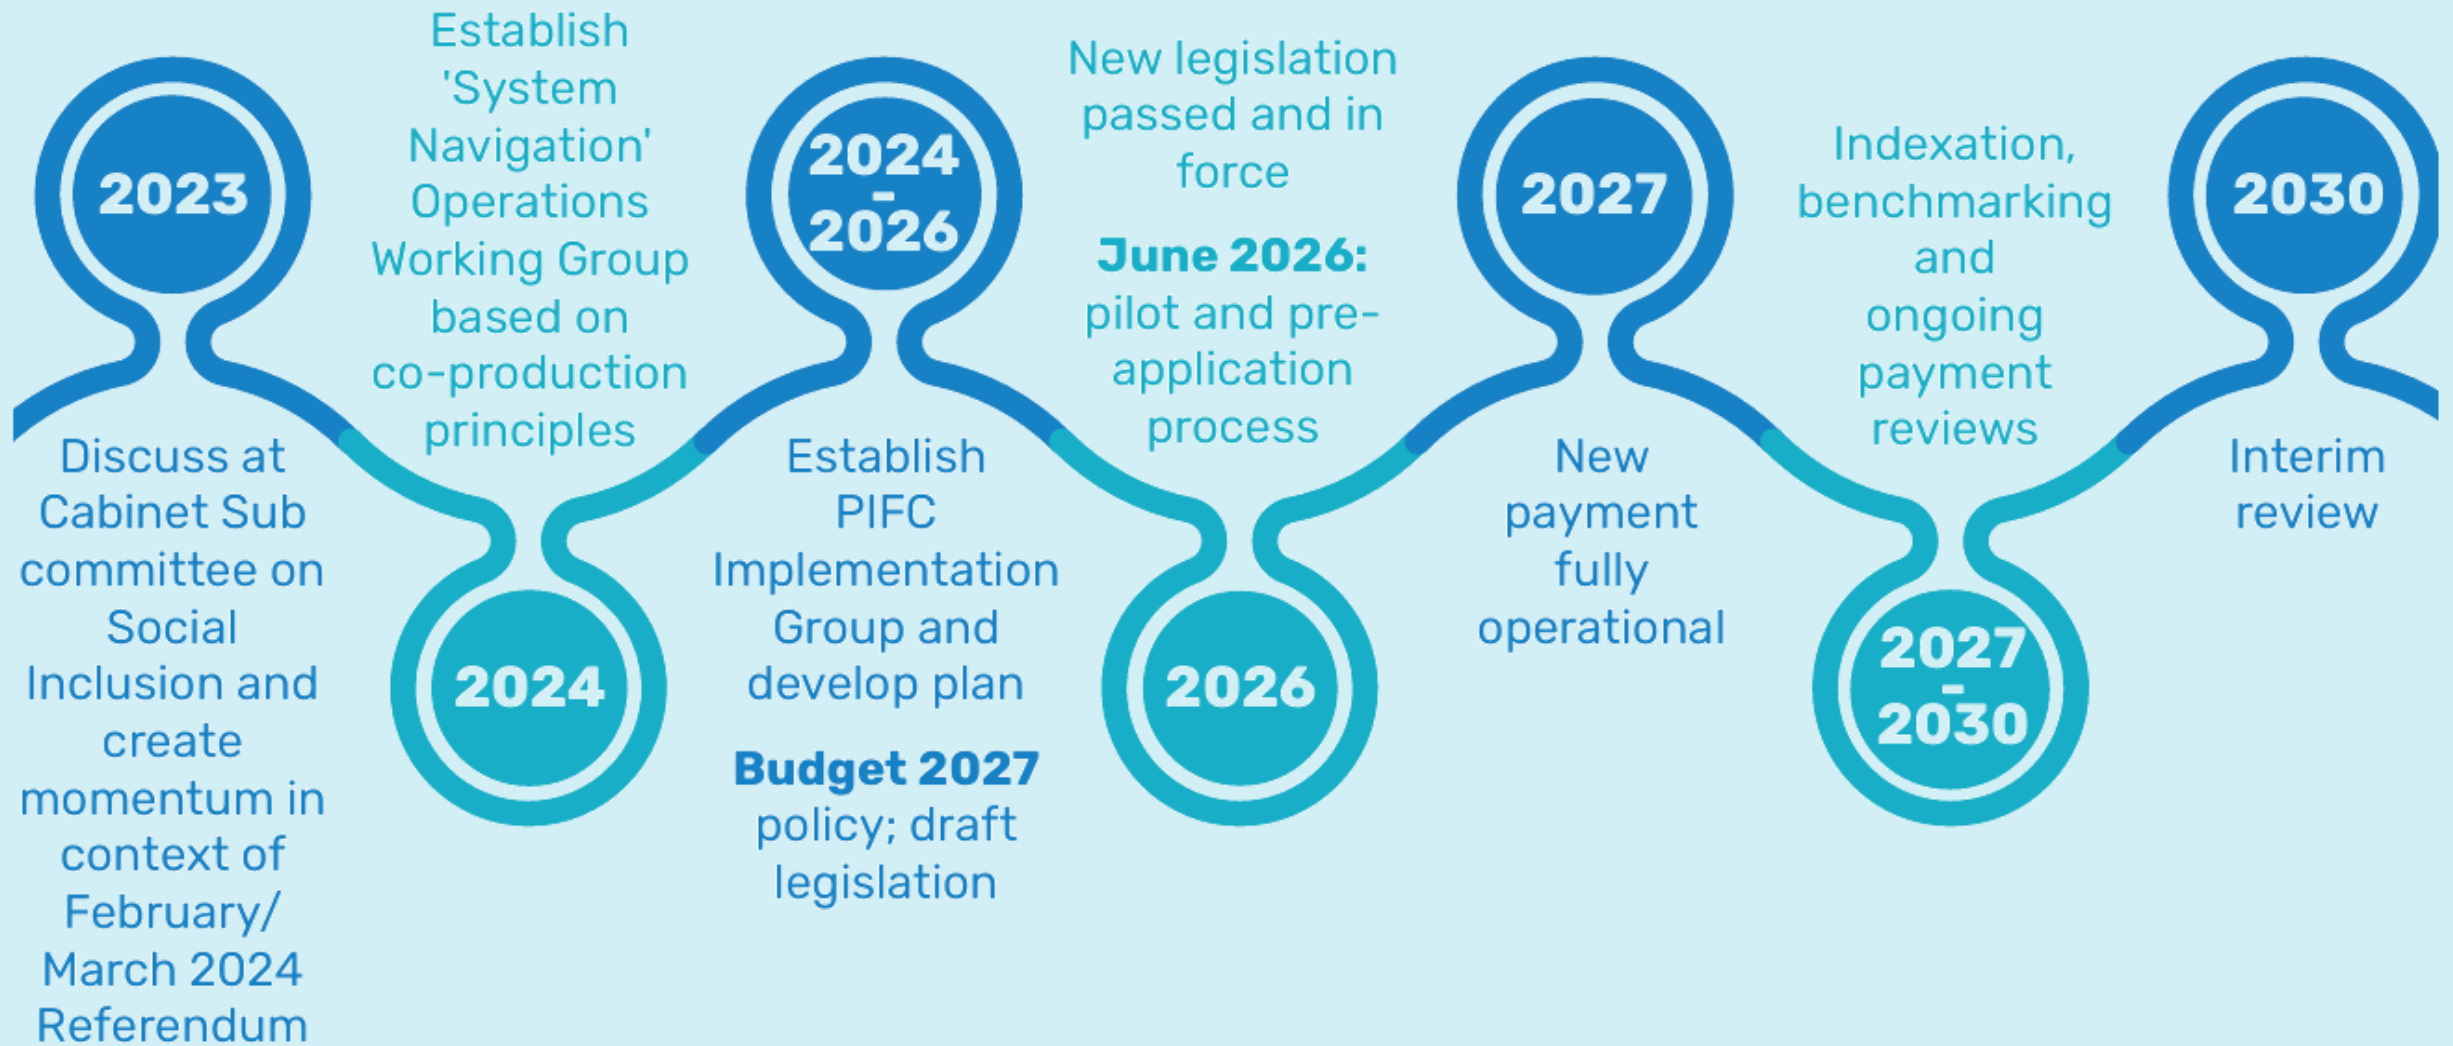 2023
Discuss at
Cabinet Sub
committee on
Social
Inclusion and
create
momentum in
context of
February/
March 2024
Referendum
Establish
'System
Navigation'
Operations
Working Group
based on
co-production
principles
2024
2024
-
2026
Establish
PIFC
Implementation
Group and
develop plan
Budget 2027
policy; draft
legislation
New legislation
passed and in
force
June 2026:
pilot and pre-
application
process
2026
2027
New
payment
fully
operational
Indexation,
benchmarking
and
ongoing
payment
reviews
2027
-
2030
2030
Interim
review